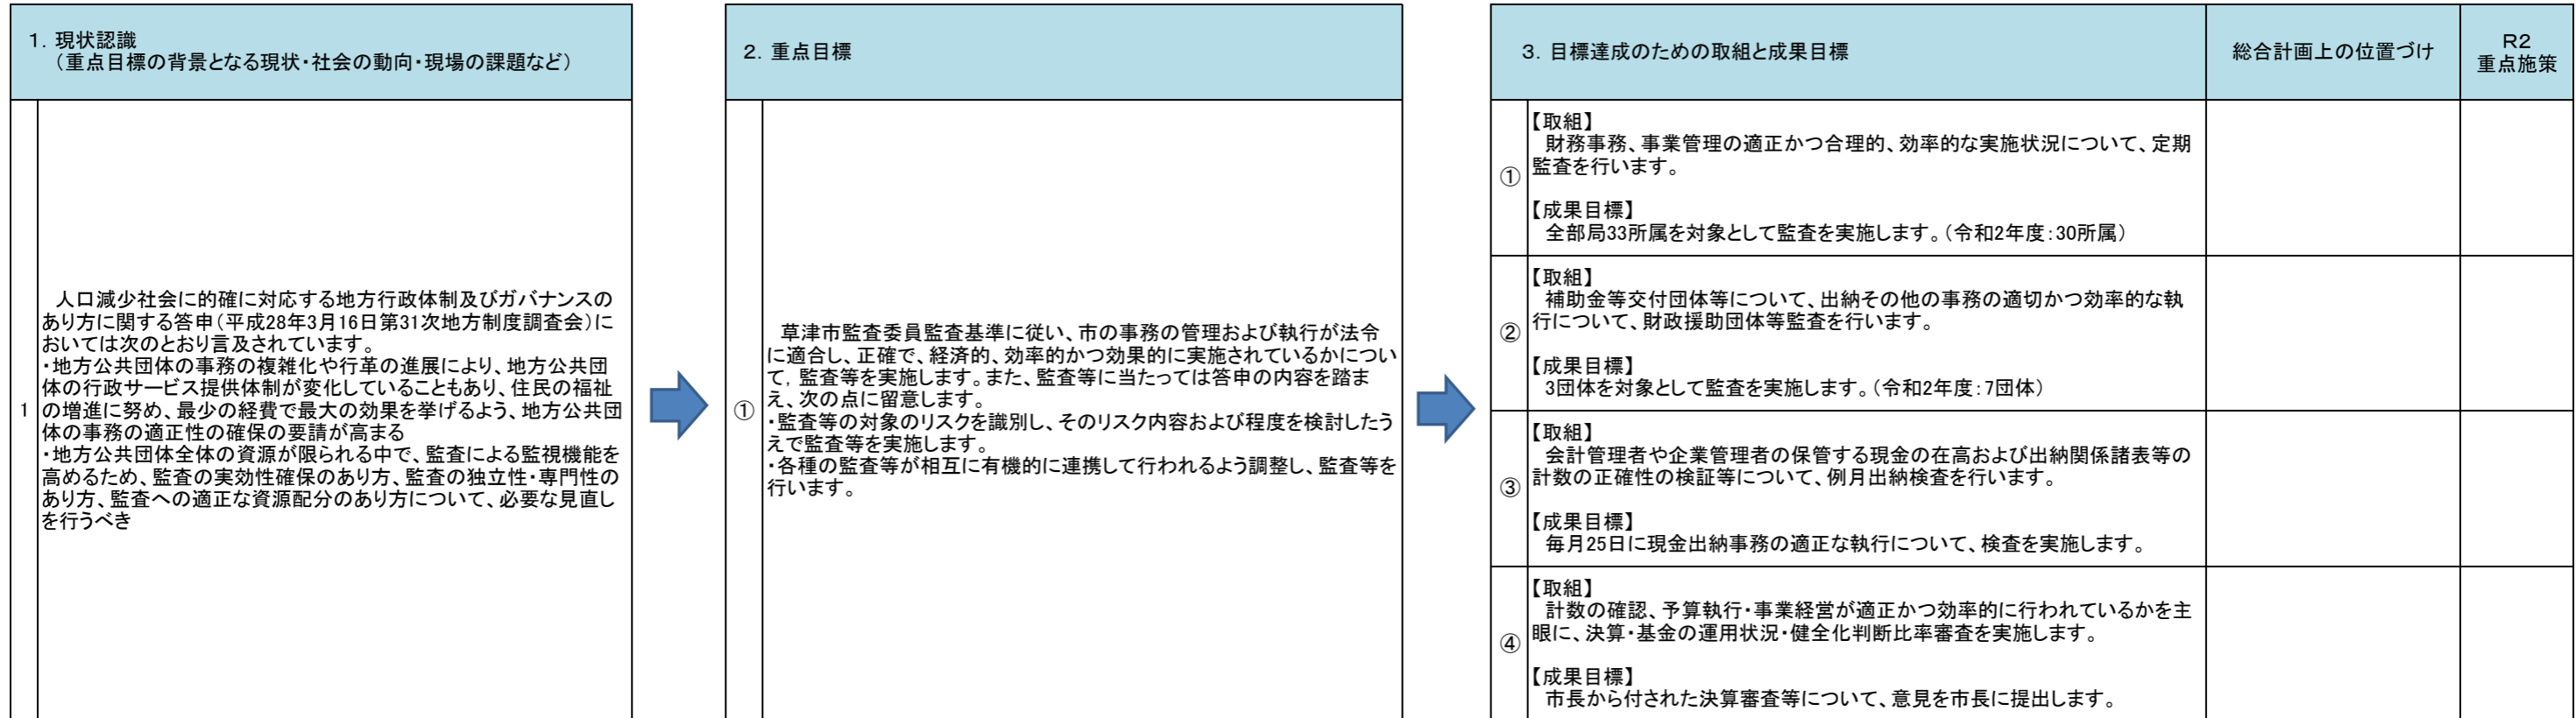 1．現状認識
（重点目標の背景となる現状・社会の動向・現場の課題など）
1
人口減少社会に的確に対応する地方行政体制及びガバナンスの
あり方に関する答申（平成28年3月16日第31次地方制度調査会）に
おいては次のとおり言及されています。
・地方公共団体の事務の複雑化や行革の進展により、地方公共団
体の行政サービス提供体制が変化していることもあり、住民の福祉
の増進に努め、最少の経費で最大の効果を挙げるよう、地方公共団
体の事務の適正性の確保の要請が高まる
・地方公共団体全体の資源が限られる中で、監査による監視機能を
高めるため、監査の実効性確保のあり方、監査の独立性・専門性の
あり方、監査への適正な資源配分のあり方について、必要な見直し
を行うべき
2．重点目標
①
草津市監査委員監査基準に従い、市の事務の管理および執行が法令
に適合し、正確で、経済的、効率的かつ効果的に実施されているかについ
て，監査等を実施します。また、監査等に当たっては答申の内容を踏ま
え、次の点に留意します。
・監査等の対象のリスクを識別し、そのリスク内容および程度を検討したう
えで監査等を実施します。
・各種の監査等が相互に有機的に連携して行われるよう調整し、監査等を
行います。
3．目標達成のための取組と成果目標
総合計画上の位置づけ
R2
重点施策
①
【取組】
財務事務、事業管理の適正かつ合理的、効率的な実施状況について、定期
監査を行います。
【成果目標】
全部局33所属を対象として監査を実施します。（令和2年度：30所属）
②
【取組】
補助金等交付団体等について、出納その他の事務の適切かつ効率的な執
行について、財政援助団体等監査を行います。
【成果目標】
3団体を対象として監査を実施します。（令和2年度：7団体）
③
【取組】
会計管理者や企業管理者の保管する現金の在高および出納関係諸表等の
計数の正確性の検証等について、例月出納検査を行います。
【成果目標】
毎月25日に現金出納事務の適正な執行について、検査を実施します。
④
【取組】
計数の確認、予算執行・事業経営が適正かつ効率的に行われているかを主
眼に、決算・基金の運用状況・健全化判断比率審査を実施します。
【成果目標】
市長から付された決算審査等について、意見を市長に提出します。